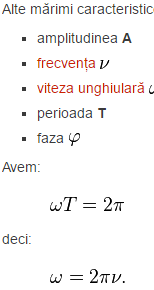 Alte mărimi caracteristic
amplitudinea A
frecvența ν
viteza unghiulară
perioada T
faza φ
Avem:
ωT = 2π
deci:
ω = 2πν.